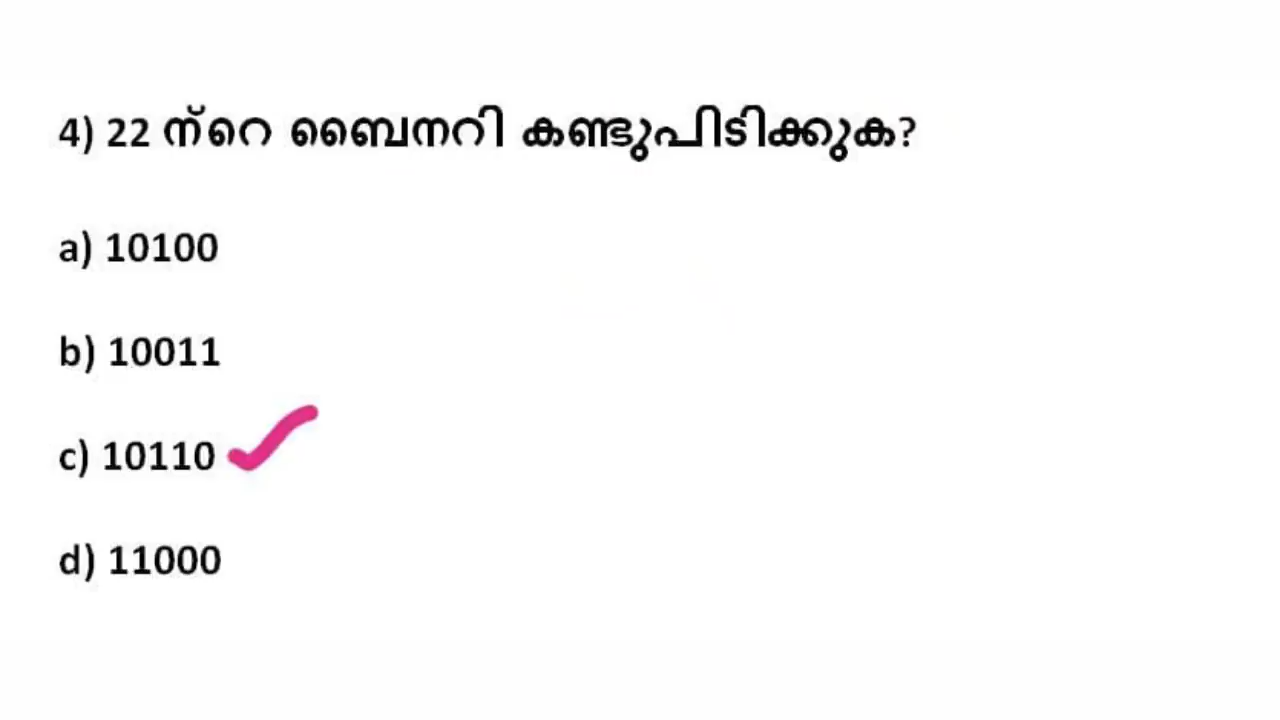 4) 22 ന്റെ ബൈനറി കണ്ടുപിടിക്കുക?
a) 10100
b) 10011
c) 10110
d) 11000